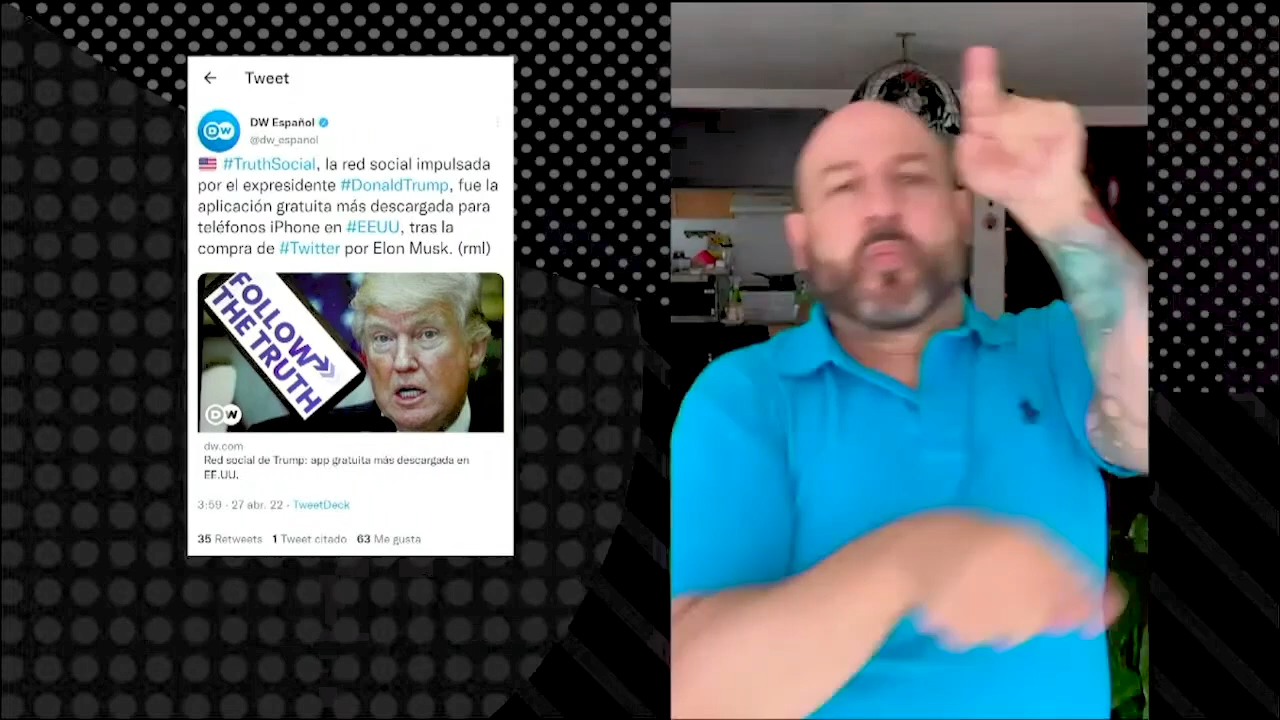 Tweet
DW
DW Español
@dw_espanol
#TruthSocial, la red social impulsada
por el expresidente #DonaldTrump, fue la
aplicación gratuita más descargada para
teléfonos iPhone en #EEUU, tras la
compra de #Twitter por Elon Musk. (rml)
FOLLOW
THE TRUTH
DW
dw.com
Red social de Trump: app gratuita más descargada en
EE.UU.
3:59 · 27 abr. 22 · TweetDeck
35 Retweets 1 Tweet citado 63 Me gusta